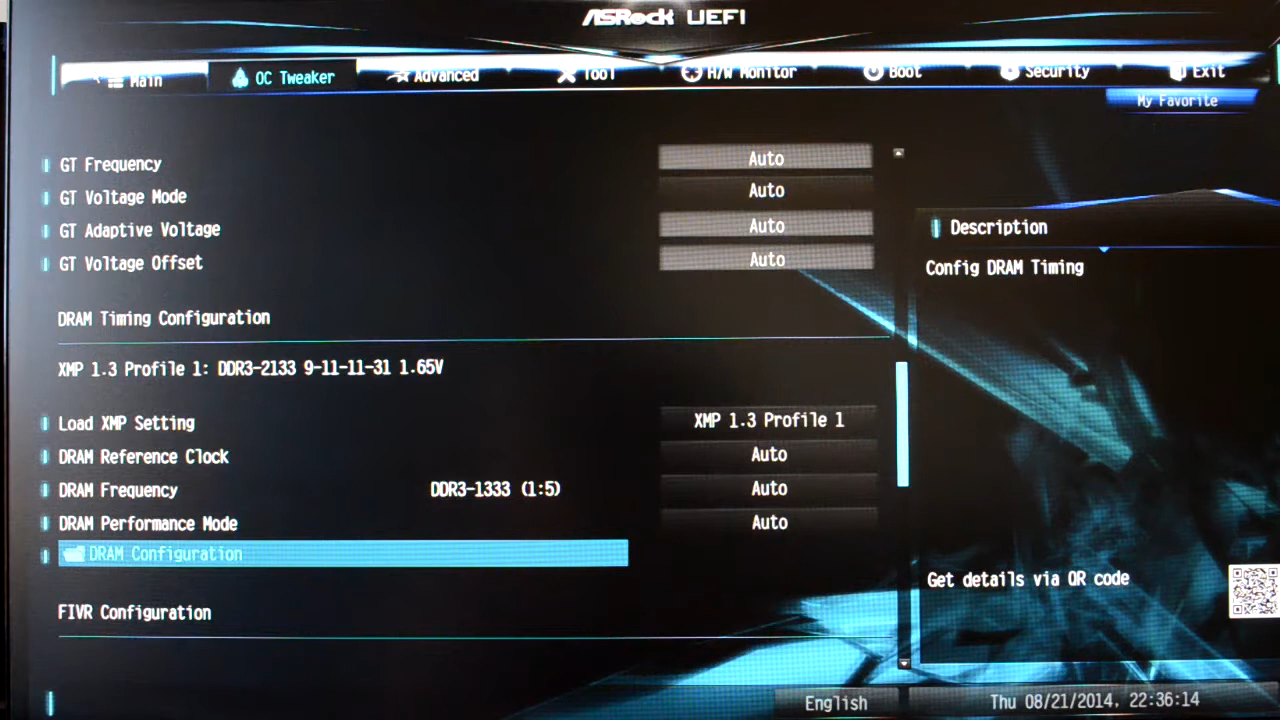 ASRock UEFI
Main OC Tweaker Advanced Tool H/W Monitor Boot Security Exit
My Favorite
GT Frequency Auto
GT Voltage Mode Auto
GT Adaptive Voltage Auto
GT Voltage Offset Auto
Description
Config DRAM Timing
DRAM Timing Configuration
XMP 1.3 Profile 1: DDR3-2133 9-11-11-31 1.65V
Load XMP Setting XMP 1.3 Profile 1
DRAM Reference Clock Auto
DRAM Frequency DDR3-1333 (1:5) Auto
DRAM Performance Mode Auto
DRAM Configuration
Get details via QR code
FIVR Configuration
English Thu 08/21/2014, 22:36:14